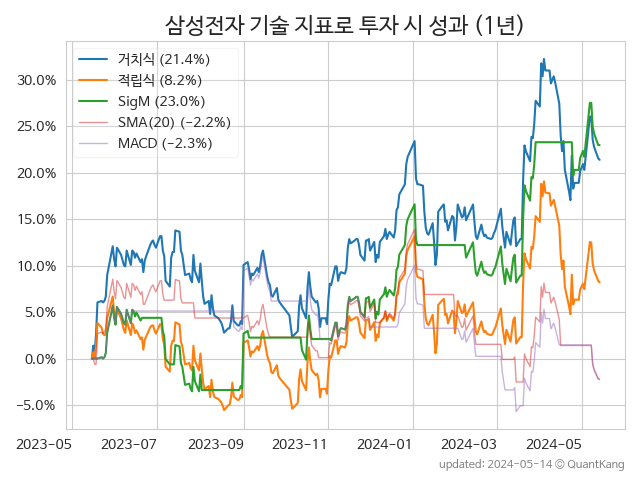 삼성전자 기술 지표로 투자 시 성과 (1년)
거치식 (21.4%)
적립식 (8.2%)
SigM (23.0%)
SMA(20) (−2.2%)
MACD (−2.3%)
30.0%
25.0%
20.0%
15.0%
10.0%
5.0%
0.0%
−5.0%
2023-05 2023-07 2023-09 2023-11 2024-01 2024-03 2024-05
updated: 2024-05-14 ⓒ QuantKang